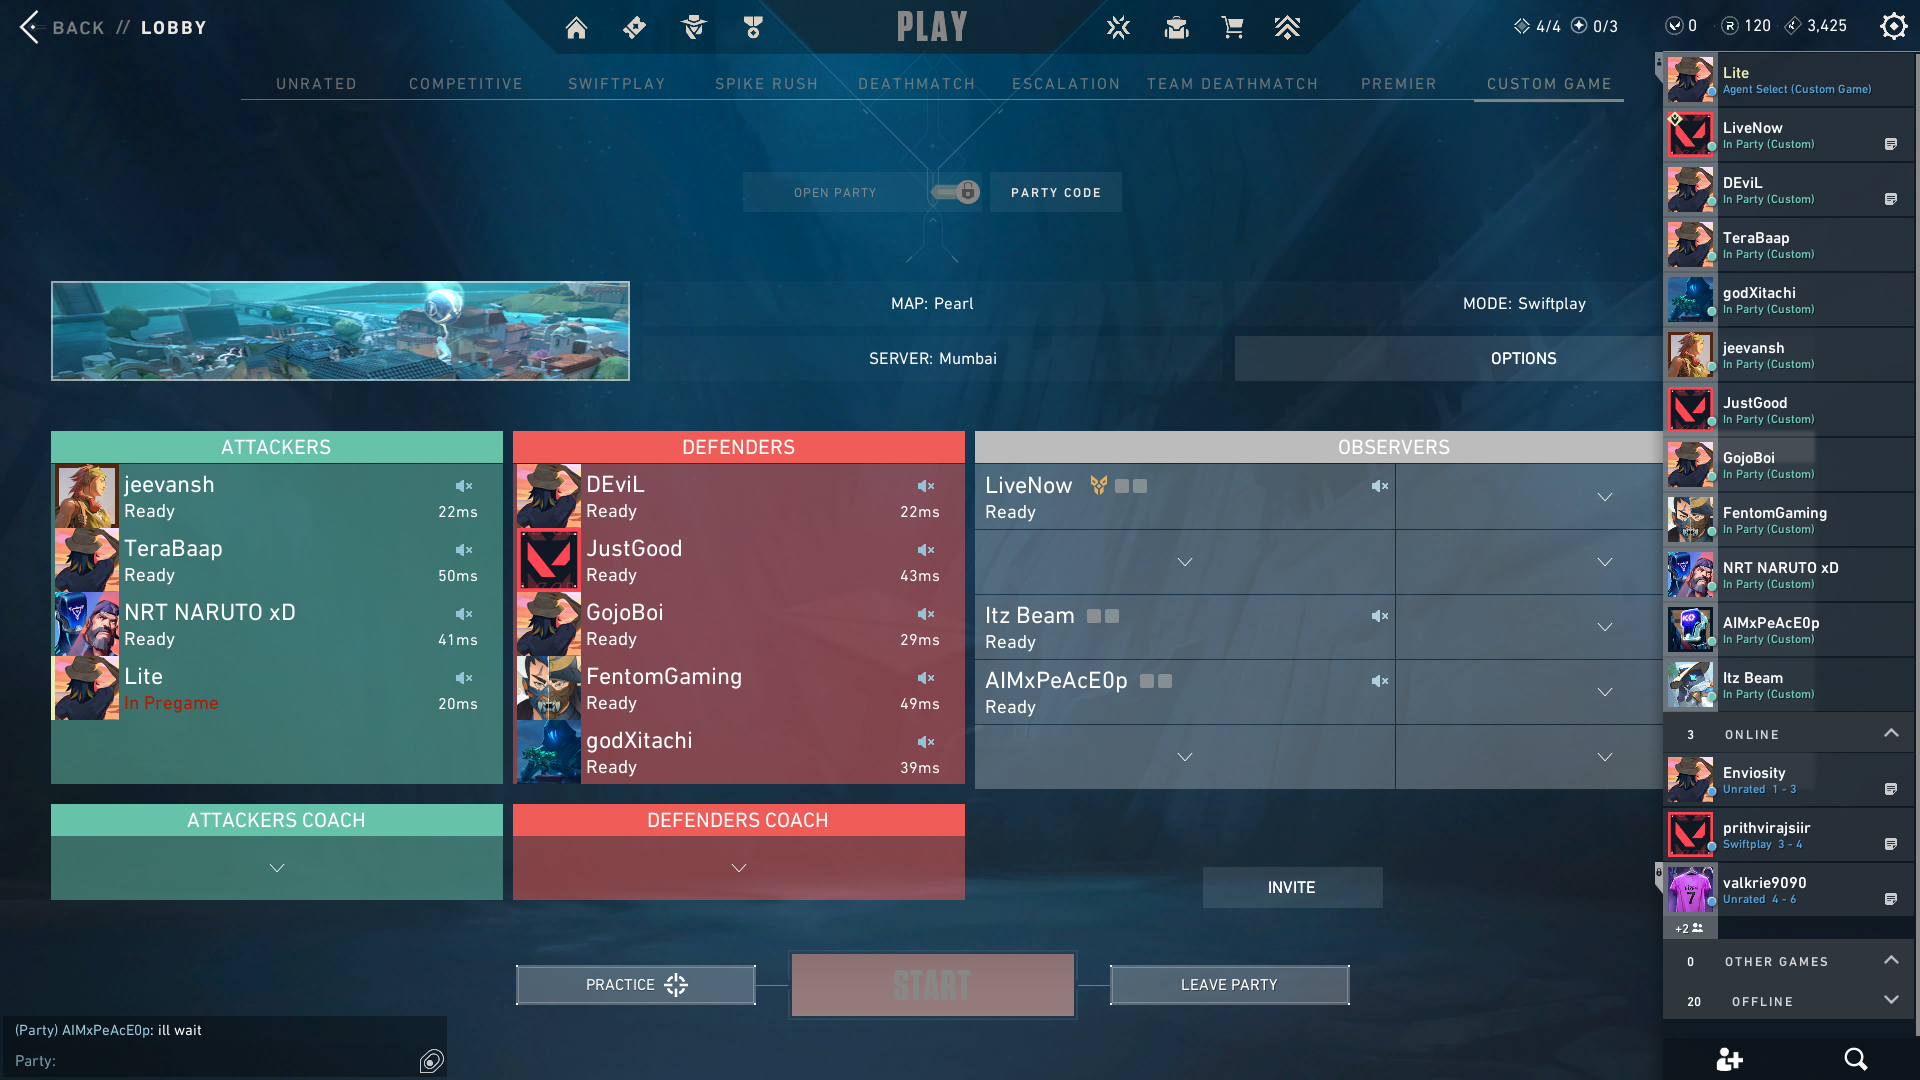 BACK // LOBBY
PLAY
4/4 0/3 0 120 3,425
UNRATED COMPETITIVE SWIFTPLAY SPIKE RUSH DEATHMATCH ESCALATION TEAM DEATHMATCH PREMIER CUSTOM GAME
OPEN PARTY PARTY CODE
MAP: Pearl MODE: Swiftplay
SERVER: Mumbai OPTIONS
ATTACKERS
jeevansh
Ready 22ms
TeraBaap
Ready 50ms
NRT NARUTO xD
Ready 41ms
Lite
In Pregame 20ms
DEFENDERS
DEviL
Ready 22ms
JustGood
Ready 43ms
GojoBoi
Ready 29ms
FentomGaming
Ready 49ms
godXitachi
Ready 39ms
OBSERVERS
LiveNow
Ready
Itz Beam
Ready
AIMxPeAcE0p
Ready
ATTACKERS COACH
DEFENDERS COACH
INVITE
PRACTICE
START
LEAVE PARTY
(Party) AIMxPeAcE0p: ill wait
Party:
Lite
Agent Select (Custom Game)
LiveNow
In Party (Custom)
DEviL
In Party (Custom)
TeraBaap
In Party (Custom)
godXitachi
In Party (Custom)
jeevansh
In Party (Custom)
JustGood
In Party (Custom)
GojoBoi
In Party (Custom)
FentomGaming
In Party (Custom)
NRT NARUTO xD
In Party (Custom)
AIMxPeAcE0p
In Party (Custom)
Itz Beam
In Party (Custom)
3 ONLINE
Enviosity
Unrated 1 - 3
prithvirajsiir
Swiftplay 3 - 4
valkrie9090
Unrated 4 - 6
7
+2
0 OTHER GAMES
20 OFFLINE